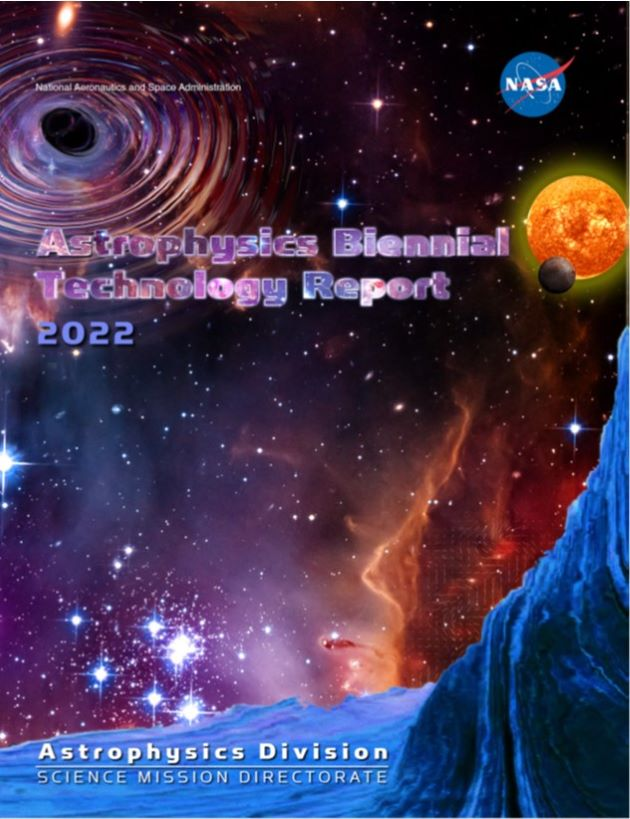 National Aeronautics and Space Administration
NASA
Astrophysics Biennial
Technology Report
2022
Astrophysics Division
SCIENCE MISSION DIRECTORATE